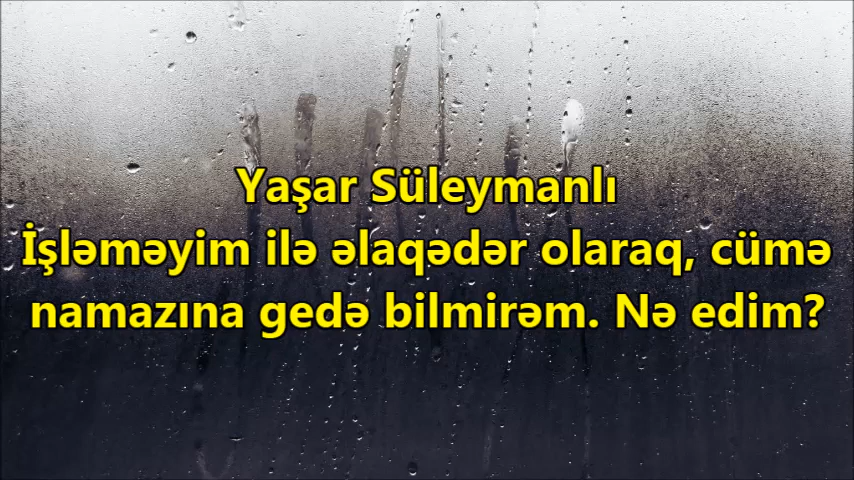 Yaşar Süleymanlı
İşləməyim ilə əlaqədər olaraq, cümə
namazına gedə bilmirəm. Nə edim?